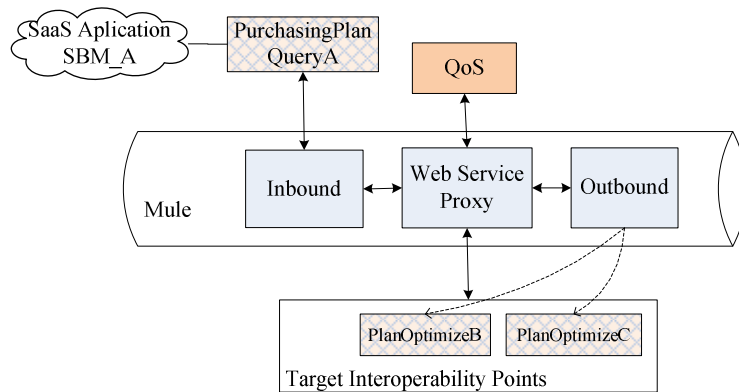 SaaS Aplication
SBM_A
PurchasingPlan
QueryA
QoS
Inbound
Web Service
Proxy
Outbound
Mule
PlanOptimizeB
PlanOptimizeC
Target Interoperability Points